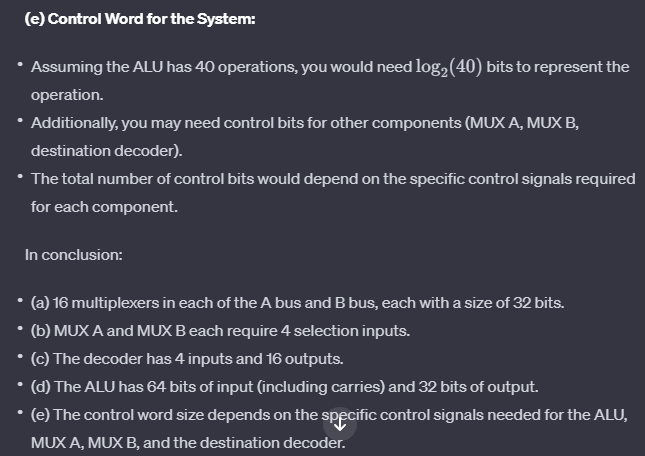 (e) Control Word for the System:
• Assuming the ALU has 40 operations, you would need log₂(40) bits to represent the
operation.
• Additionally, you may need control bits for other components (MUX A, MUX B,
destination decoder).
• The total number of control bits would depend on the specific control signals required
for each component.
In conclusion:
• (a) 16 multiplexers in each of the A bus and B bus, each with a size of 32 bits.
• (b) MUX A and MUX B each require 4 selection inputs.
• (c) The decoder has 4 inputs and 16 outputs.
• (d) The ALU has 64 bits of input (including carries) and 32 bits of output.
• (e) The control word size depends on the specific control signals needed for the ALU,
MUX A, MUX B, and the destination decoder.